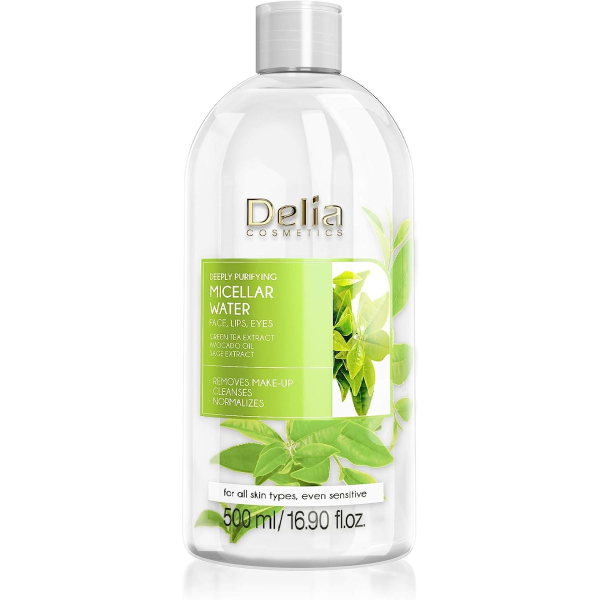 Delia
COSMETICS
DEEPLY PURIFYING
MICELLAR
WATER
FACE, LIPS, EYES
GREEN TEA EXTRACT
AVOCADO OIL
SAGE EXTRACT
REMOVES MAKE-UP
CLEANSES
NORMALIZES
for all skin types, even sensitive
500 ml/16.90 fl.oz.